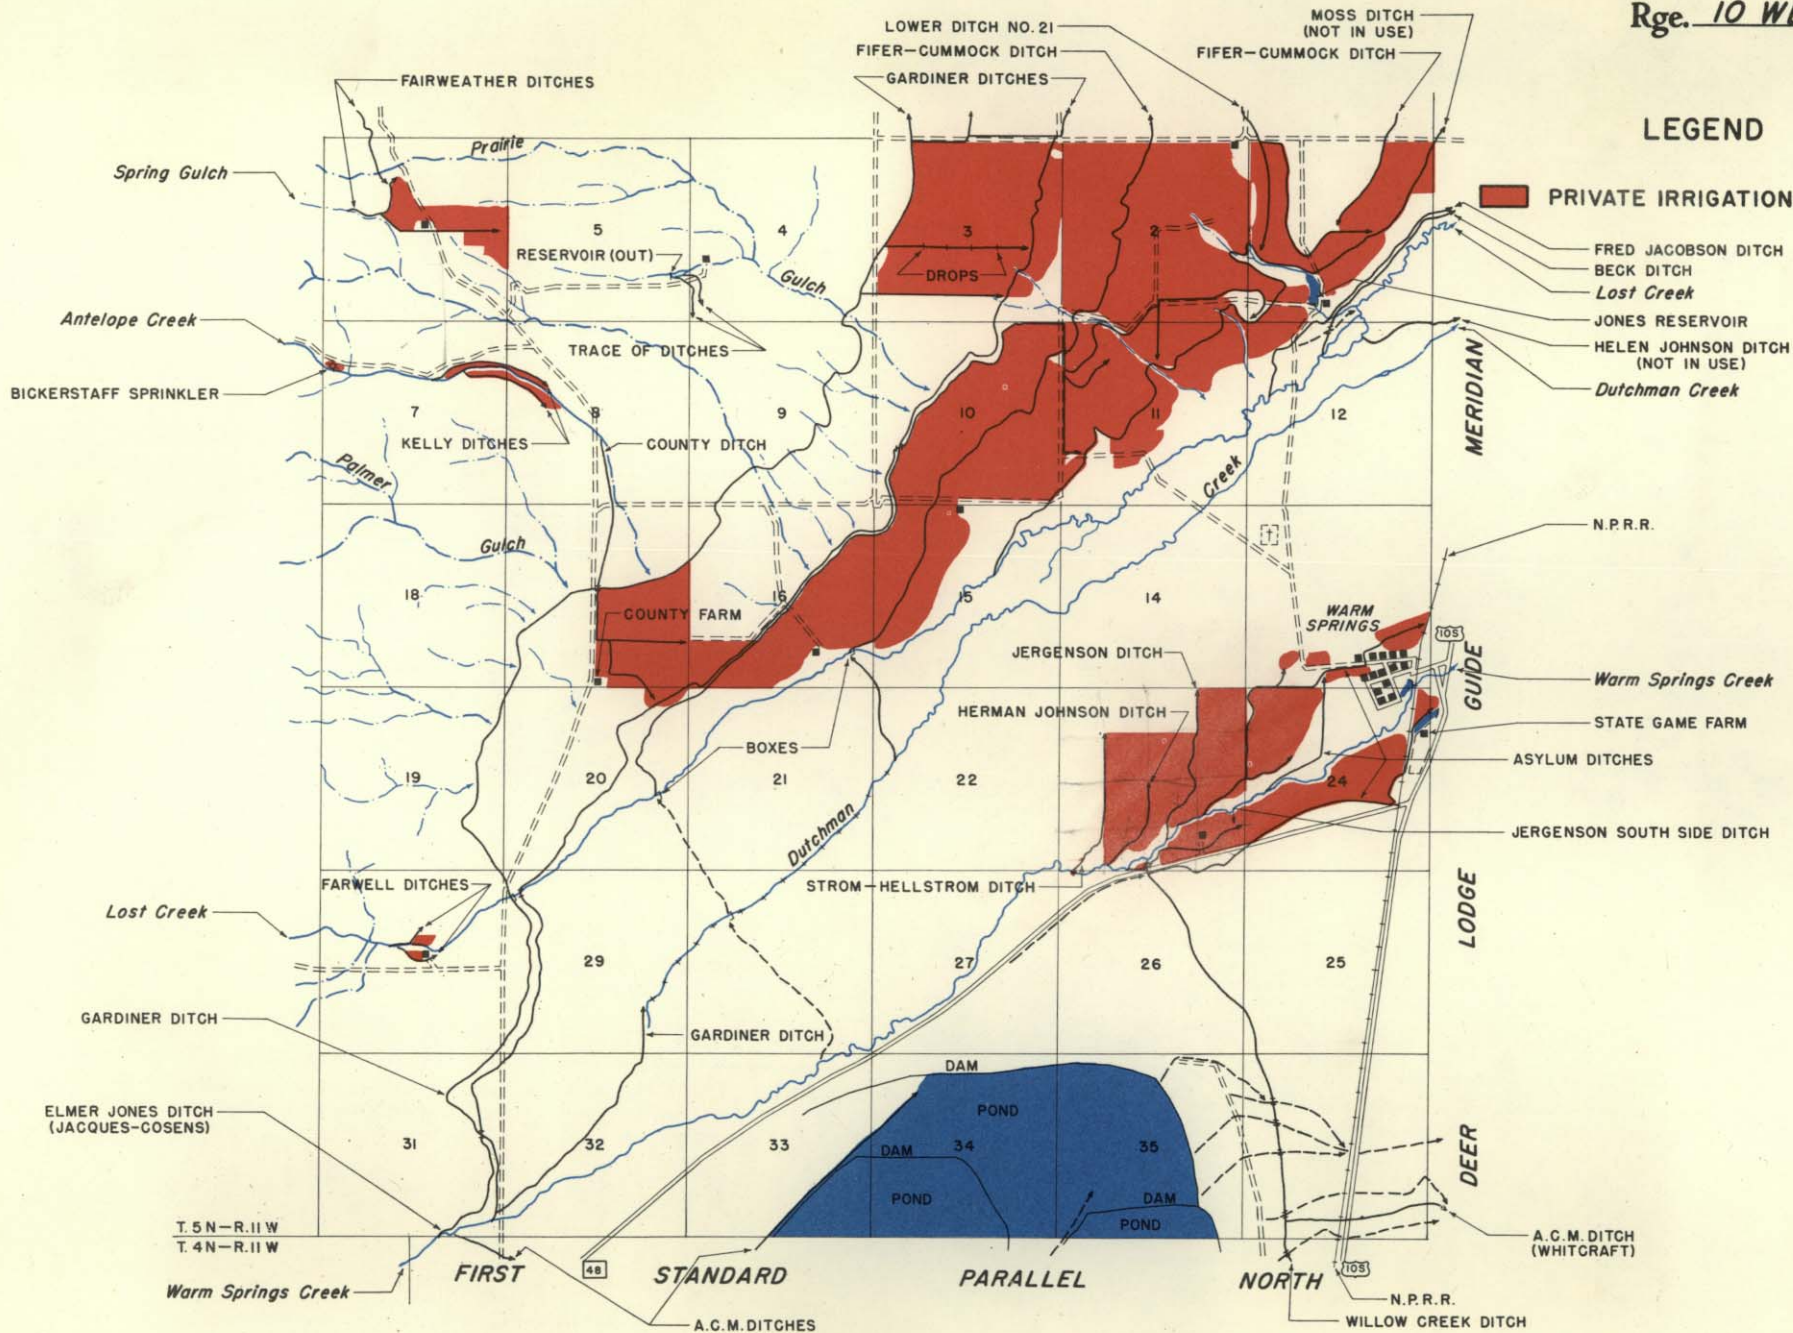 Rge. 10 W
LOWER DITCH NO. 21
MOSS DITCH
(NOT IN USE)
FIFER-CUMMOCK DITCH
FIFER-CUMMOCK DITCH
FAIRWEATHER DITCHES
GARDINER DITCHES
LEGEND
Prairie
Spring Gulch
PRIVATE IRRIGATION
5
4
3
2
RESERVOIR (OUT)
FRED JACOBSON DITCH
BECK DITCH
Gulch
DROPS
Lost Creek
Antelope Creek
JONES RESERVOIR
TRACE OF DITCHES
HELEN JOHNSON DITCH
(NOT IN USE)
BICKERSTAFF SPRINKLER
Dutchman Creek
MERIDIAN
7
8
9
10
11
12
KELLY DITCHES
COUNTY DITCH
Palmer
Creek
N.P.R.R.
Gulch
18
16
15
14
COUNTY FARM
WARM
SPRINGS
10S
JERGENSON DITCH
Warm Springs Creek
GUIDE
HERMAN JOHNSON DITCH
STATE GAME FARM
BOXES
ASYLUM DITCHES
19
20
21
22
24
Dutchman
JERGENSON SOUTH SIDE DITCH
FARWELL DITCHES
STROM-HELLSTROM DITCH
Lost Creek
LODGE
29
27
26
25
GARDINER DITCH
GARDINER DITCH
DAM
ELMER JONES DITCH
(JACQUES-COSENS)
POND
31
32
33
34
35
DAM
DEER
POND
DAM
POND
T. 5 N-R. 11 W
T. 4 N-R. 11 W
A.C.M. DITCH
(WHITCRAFT)
FIRST
48
STANDARD
PARALLEL
NORTH
10S
Warm Springs Creek
N.P.R.R.
A.C.M. DITCHES
WILLOW CREEK DITCH